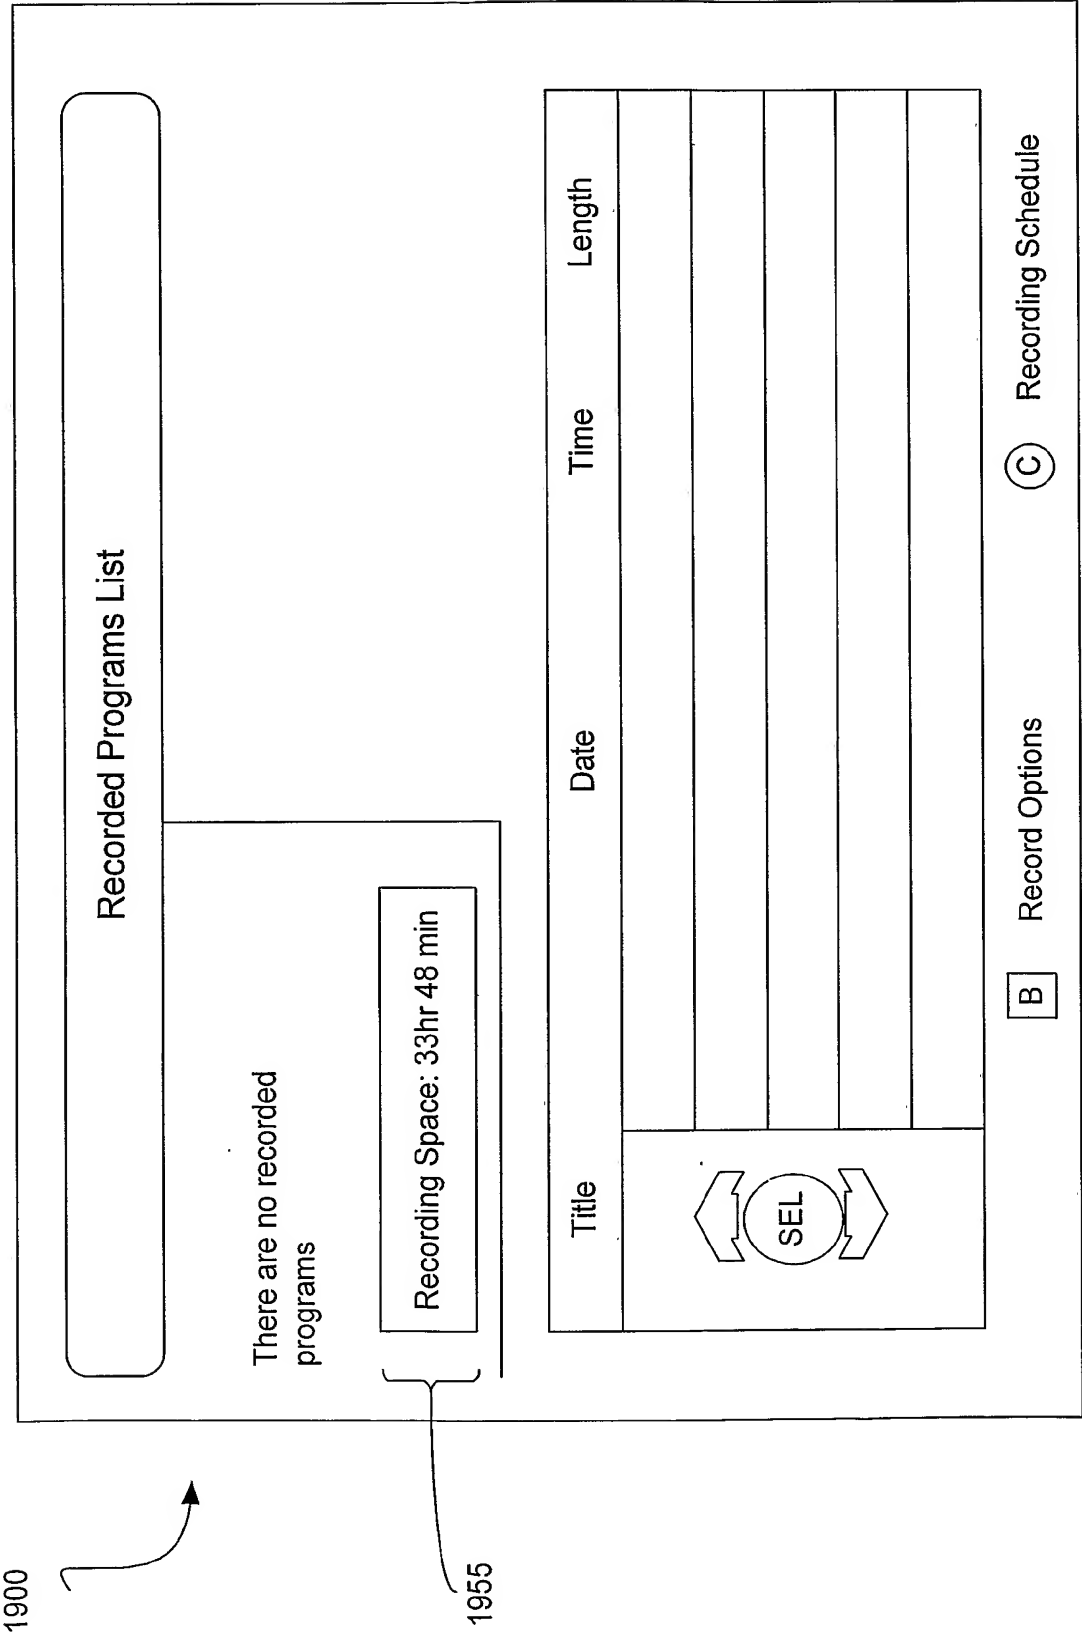 1900
Recorded Programs List
There are no recorded
programs
Recording Space: 33hr 48 min
1955
Title Date Time Length
SEL
B Record Options C Recording Schedule